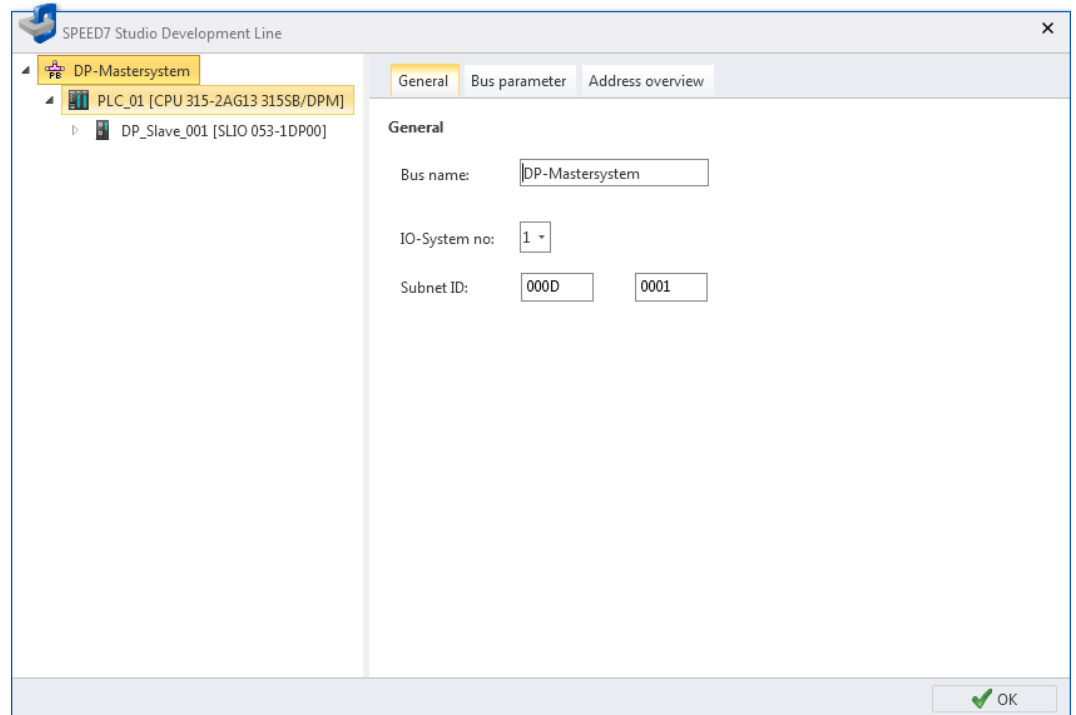 SPEED7 Studio Development Line
PB DP-Mastersystem
PLC_01 [CPU 315-2AG13 315SB/DPM]
DP_Slave_001 [SLIO 053-1DP00]
General Bus parameter Address overview
General
Bus name: DP-Mastersystem
IO-System no: 1
Subnet ID: 000D 0001
OK